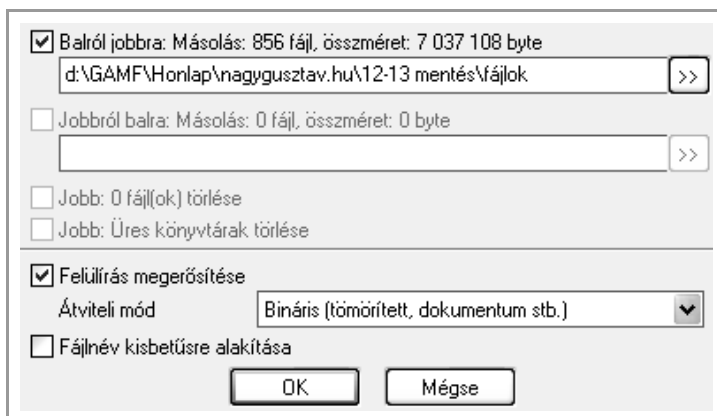 Balról jobbra: Másolás: 856 fájl, összméret: 7 037 108 byte
d:\GAMF\Honlap\nagygusztav.hu\12-13 mentés\fájlok >>
Jobbról balra: Másolás: 0 fájl, összméret: 0 byte
>>
Jobb: 0 fájl(ok) törlése
Jobb: Üres könyvtárak törlése
Felülírás megerősítése
Átviteli mód Bináris (tömörített, dokumentum stb.)
Fájlnév kisbetűsre alakítása
OK Mégse